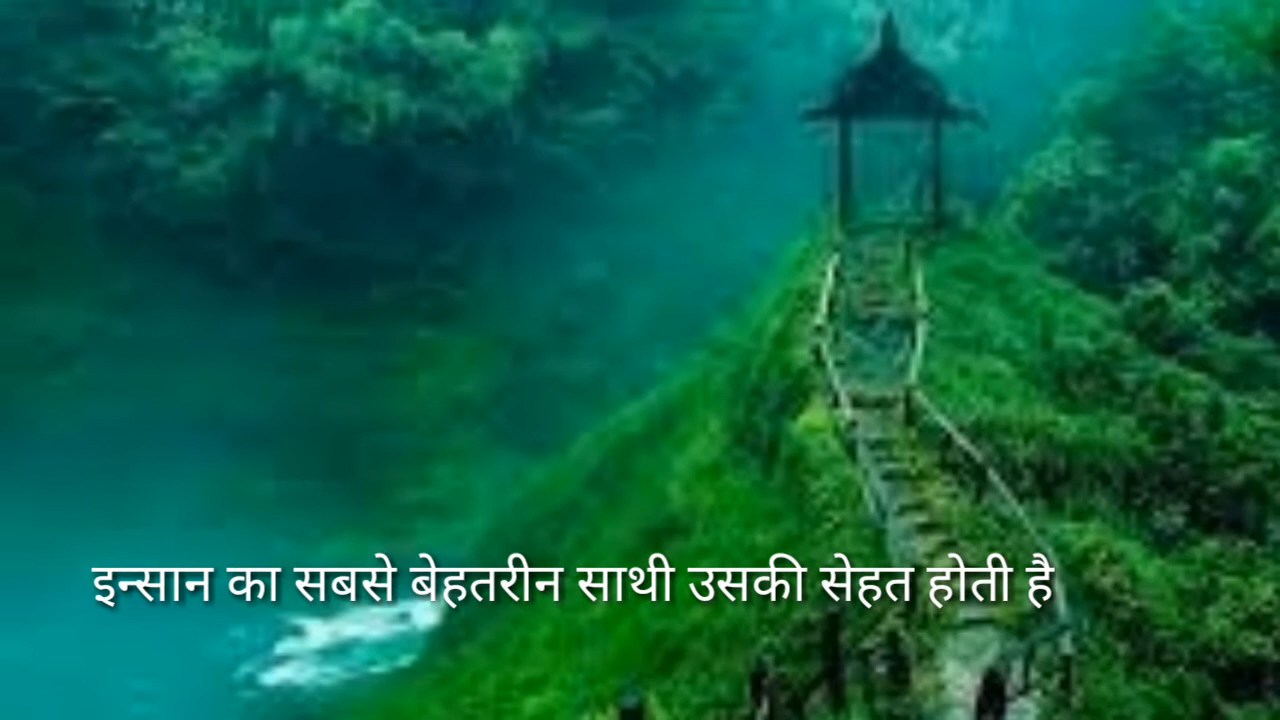 इन्सान का सबसे बेहतरीन साथी उसकी सेहत होती है